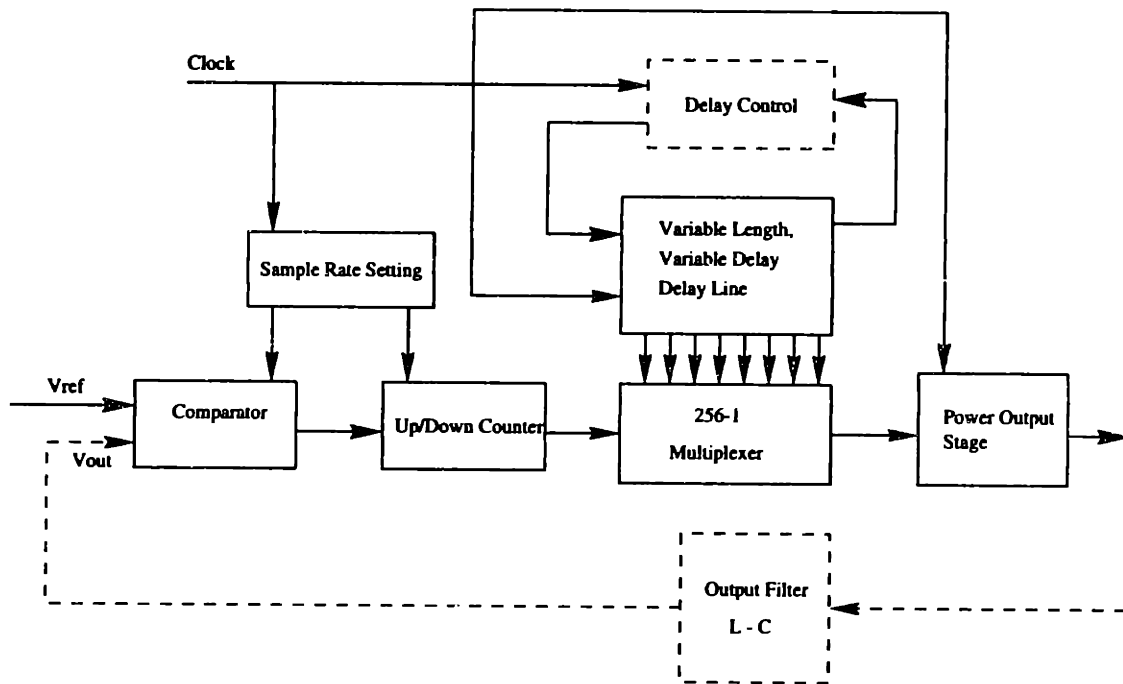 Clock
Delay Control
Variable Length,
Variable Delay
Delay Line
Sample Rate Setting
Vref
Comparator
Up/Down Counter
256-1
Multiplexer
Power Output
Stage
Vout
Output Filter
L - C